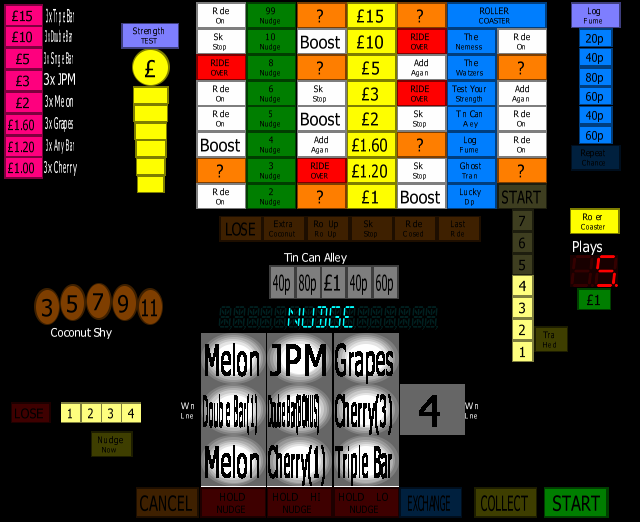 £15 3x Triple Bar
£10 3x Double Bar
£5 3x Single Bar
£3 3x JPM
£2 3x Melon
£1.60 3x Grapes
£1.20 3x Any Bar
£1.00 3x Cherry
Strength
TEST
£
Ride On 99 Nudge ? £15 ? ROLLER COASTER
Sk Stop 10 Nudge Boost £10 RIDE OVER The Nemesis Ride On
RIDE OVER 8 Nudge ? £5 Add Again The Waltzers ?
Ride On 6 Nudge Sk Stop £3 RIDE OVER Test Your Strength Add Again
Ride On 5 Nudge Boost £2 Sk Stop Tin Can Alley Ride On
Boost 4 Nudge Add Again £1.60 ? Log Fume Ride On
? 3 Nudge RIDE OVER £1.20 Sk Stop Ghost Train ?
Ride On 2 Nudge ? £1 Boost Lucky Dip START
Log
Fume
20p
40p
80p
60p
40p
60p
Repeat
Chance
LOSE Extra Coconut Ro Up Ro Up Sk Stop Ride Closed Last Ride
7
6
5
4
3
2
1
Roller
Coaster
Plays
5
£1
Tra
Hed
Tin Can Alley
40p 80p £1 40p 60p
NUDGE
3 5 7 9 11
Coconut Shy
Melon JPM Grapes
Win
Line
Double Bar(1) Double Bar(BONUS) Cherry(3) 4
Win
Line
Melon Cherry(1) Triple Bar
LOSE 1 2 3 4
Nudge
Now
CANCEL HOLD NUDGE HOLD HI NUDGE HOLD LO NUDGE EXCHANGE COLLECT START